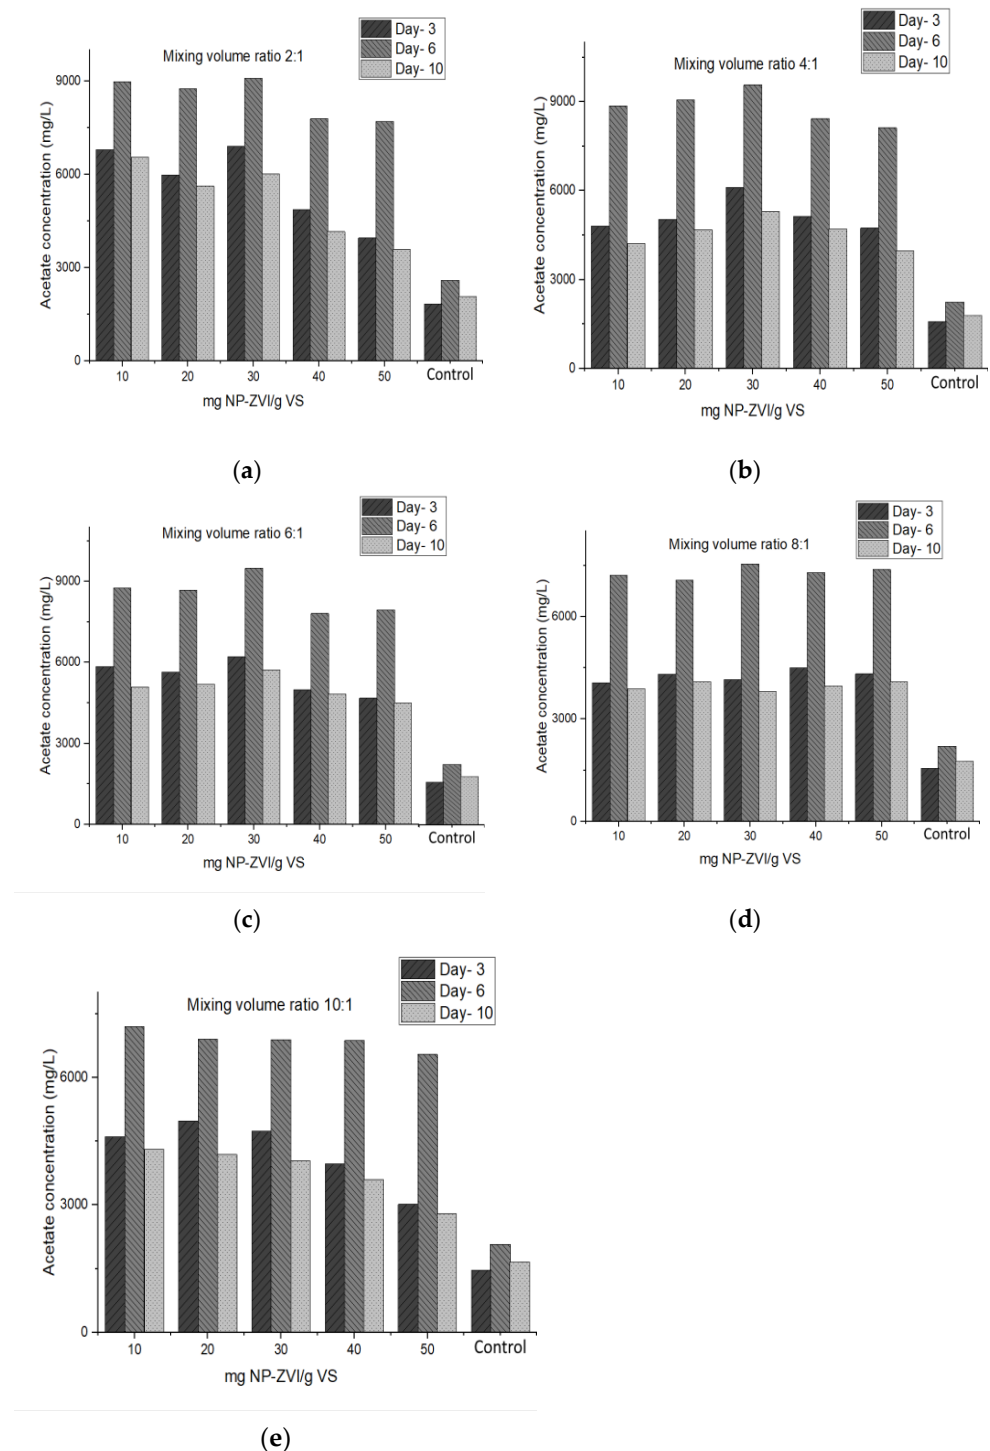 Day- 3
Day- 6
Day- 10
Mixing volume ratio 2:1
Acetate concentration (mg/L)
9000
6000
3000
0
10 20 30 40 50 Control
mg NP-ZVI/g VS
(a)
Day- 3
Day- 6
Day- 10
Mixing volume ratio 4:1
Acetate concentration (mg/L)
9000
6000
3000
0
10 20 30 40 50 Control
mg NP-ZVI/g VS
(b)
Day- 3
Day- 6
Day- 10
Mixing volume ratio 6:1
Acetate concentration (mg/L)
9000
6000
3000
0
10 20 30 40 50 Control
mg NP-ZVI/g VS
(c)
Day- 3
Day- 6
Day- 10
Mixing volume ratio 8:1
Acetate concentration (mg/L)
6000
3000
0
10 20 30 40 50 Control
mg NP-ZVI/g VS
(d)
Day- 3
Day- 6
Day- 10
Mixing volume ratio 10:1
Acetate concentration (mg/L)
6000
3000
0
10 20 30 40 50 Control
mg NP-ZVI/g VS
(e)